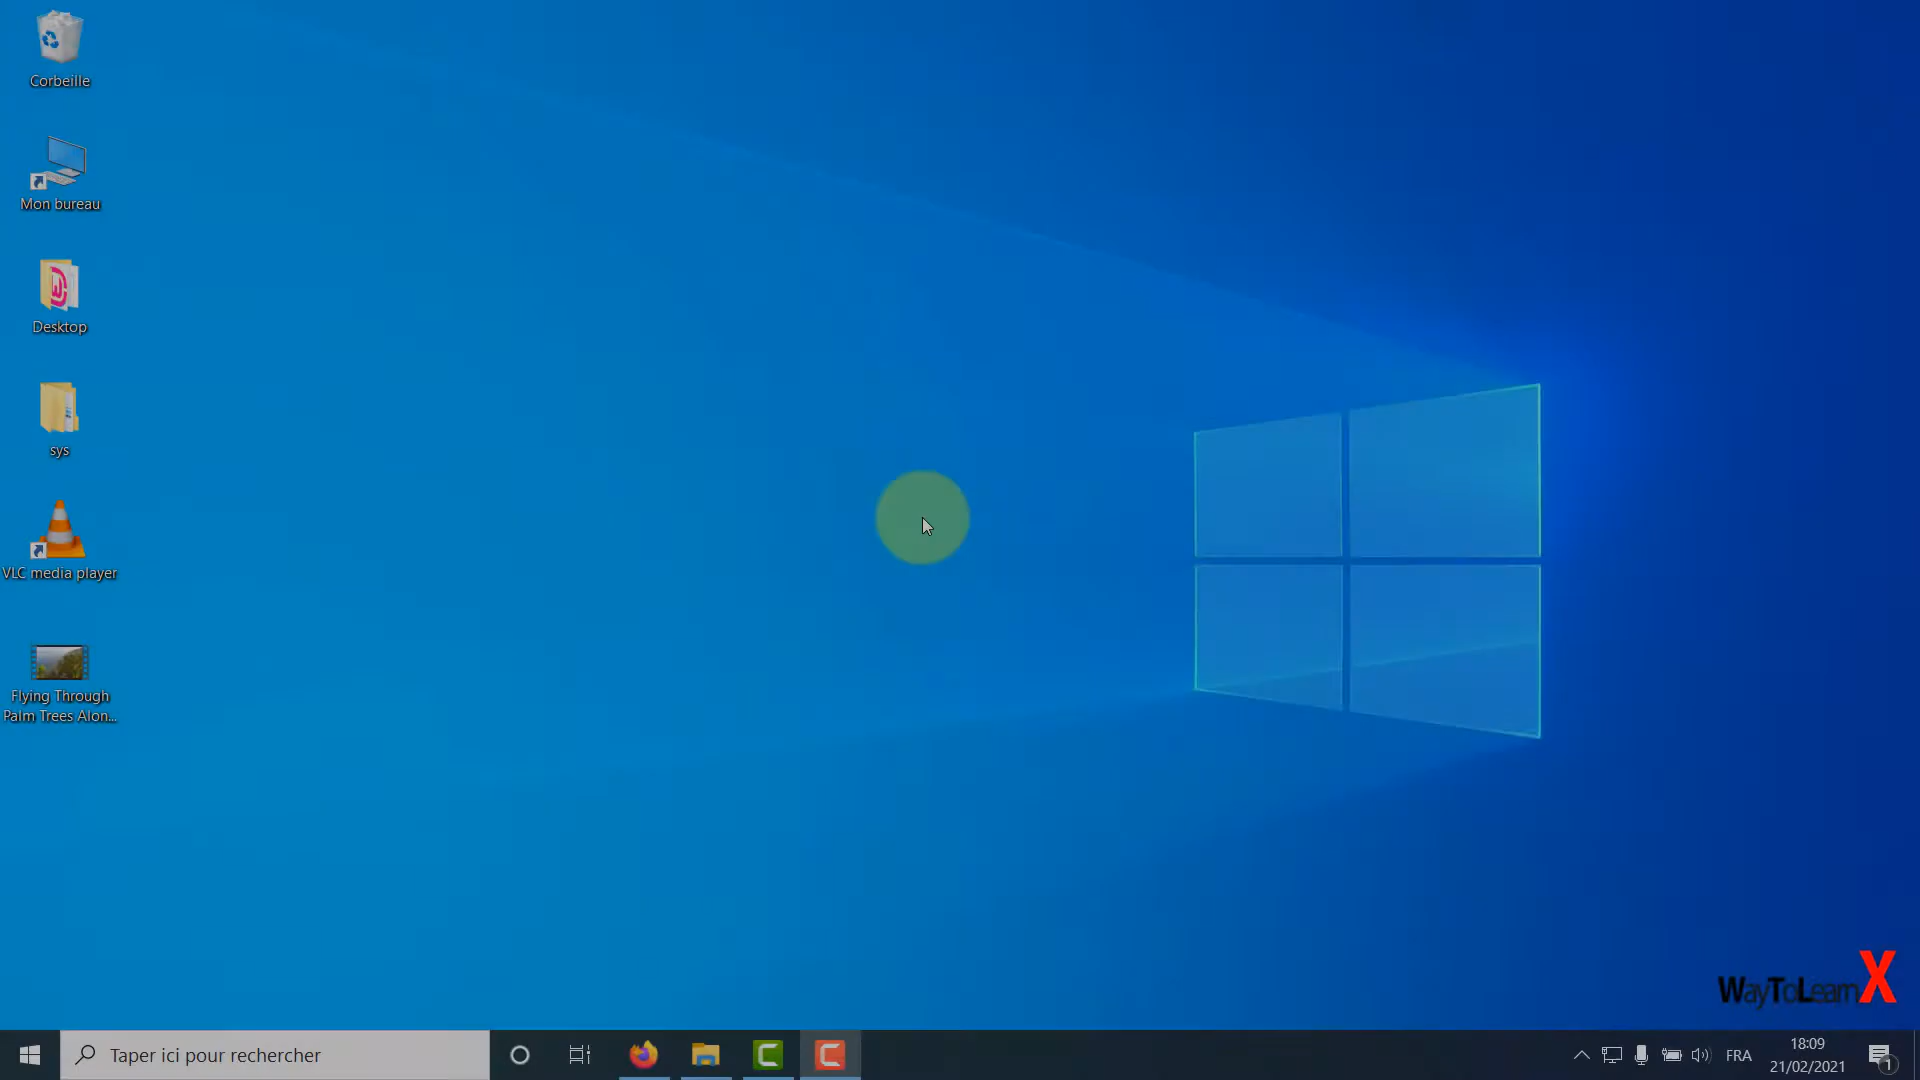 Corbeille
Mon bureau
Desktop
sys
VLC media player
Flying Through
Palm Trees Alon...
WayToLearnX
Taper ici pour rechercher
FRA
18:09
21/02/2021
1